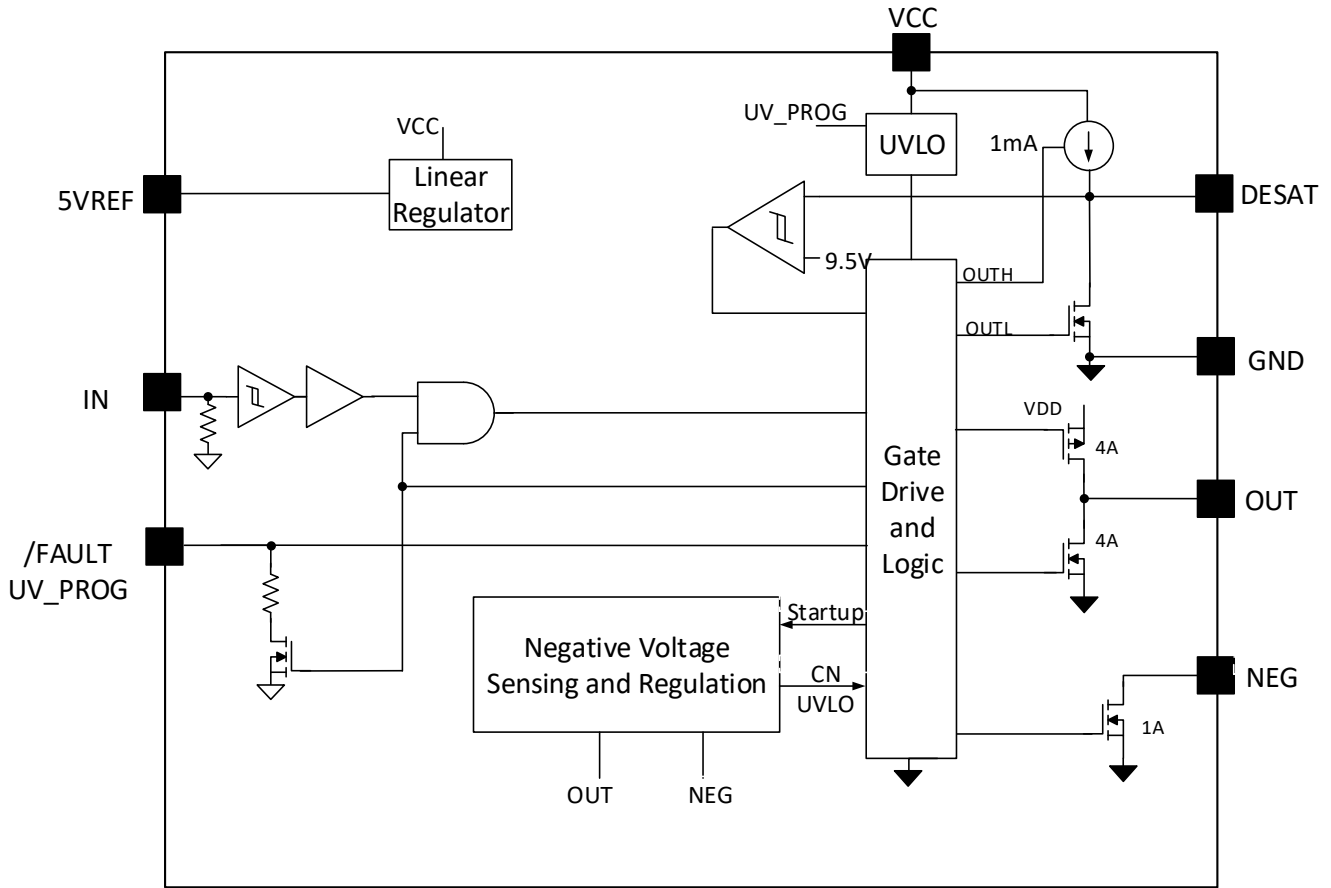 VCC
UV_PROG
UVLO
1mA
VCC
Linear
Regulator
5VREF
DESAT
9.5V
OUTH
OUTL
GND
IN
VDD
4A
Gate
Drive
and
Logic
OUT
4A
/FAULT
UV_PROG
Startup
Negative Voltage
Sensing and Regulation
CN
UVLO
NEG
1A
OUT
NEG